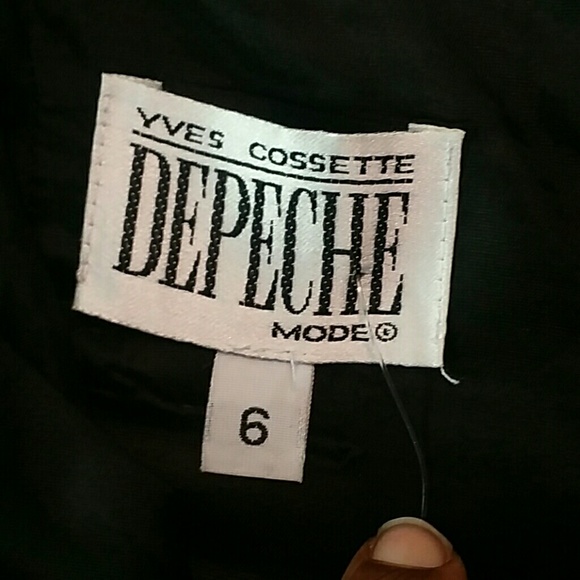 YVES COSSETTE
DEPECHE
MODE®
6